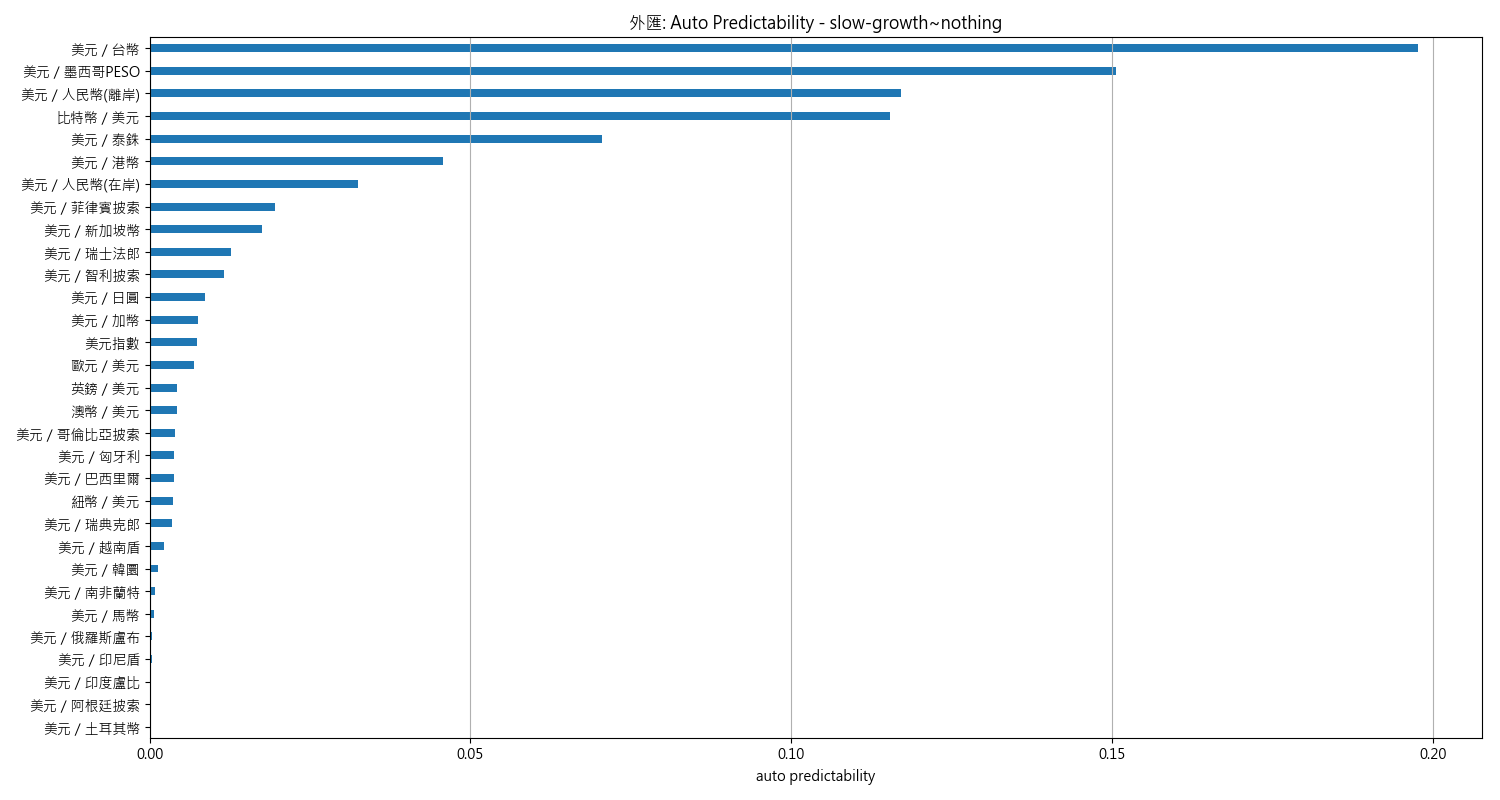 外匯: Auto Predictability - slow-growth~nothing
美元 / 台幣
美元 / 墨西哥PESO
美元 / 人民幣(離岸)
比特幣 / 美元
美元 / 泰銖
美元 / 港幣
美元 / 人民幣(在岸)
美元 / 菲律賓披索
美元 / 新加坡幣
美元 / 瑞士法郎
美元 / 智利披索
美元 / 日圓
美元 / 加幣
美元指數
歐元 / 美元
英鎊 / 美元
澳幣 / 美元
美元 / 哥倫比亞披索
美元 / 匈牙利
美元 / 巴西里爾
紐幣 / 美元
美元 / 瑞典克郎
美元 / 越南盾
美元 / 韓圜
美元 / 南非蘭特
美元 / 馬幣
美元 / 俄羅斯盧布
美元 / 印尼盾
美元 / 印度盧比
美元 / 阿根廷披索
美元 / 土耳其幣
0.00 0.05 0.10 0.15 0.20
auto predictability